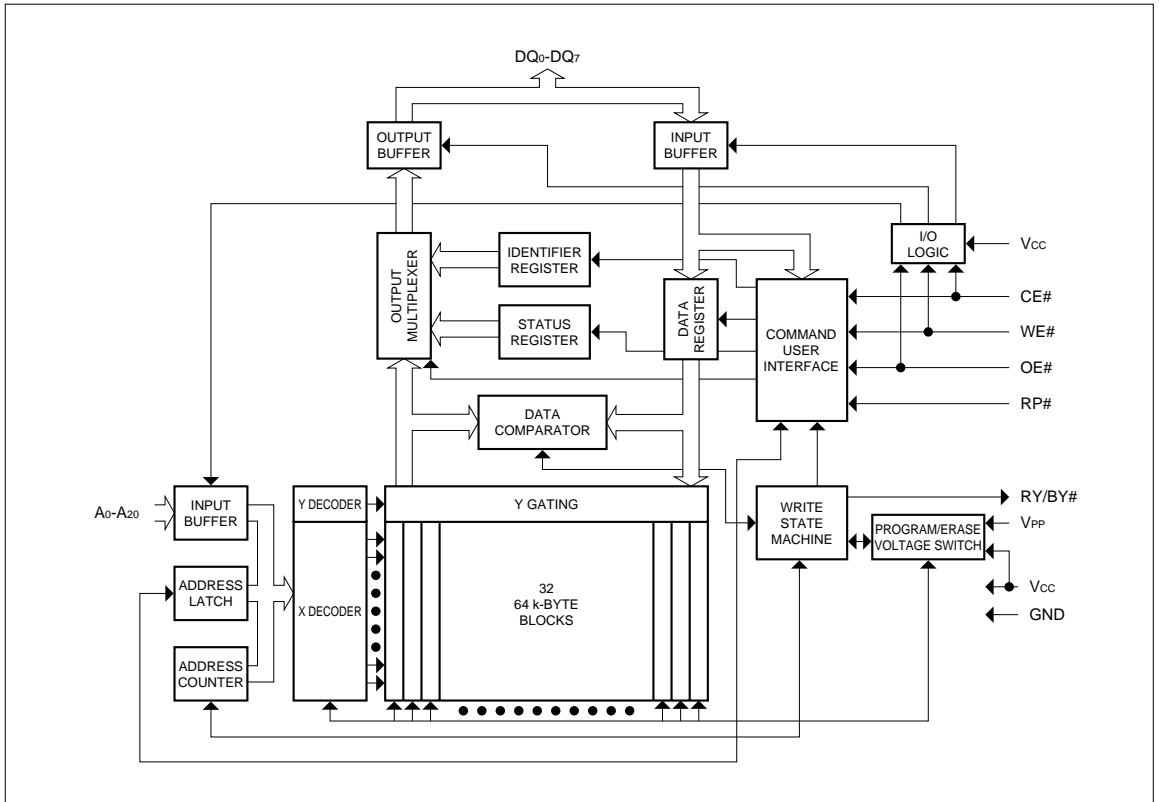 DQ0-DQ7
OUTPUT
BUFFER
INPUT
BUFFER
I/O
LOGIC
VCC
OUTPUT
MULTIPLEXER
IDENTIFIER
REGISTER
STATUS
REGISTER
DATA
REGISTER
COMMAND
USER
INTERFACE
CE#
WE#
OE#
RP#
DATA
COMPARATOR
A0-A20
INPUT
BUFFER
Y DECODER
Y GATING
WRITE
STATE
MACHINE
RY/BY#
PROGRAM/ERASE
VOLTAGE SWITCH
VPP
VCC
GND
ADDRESS
LATCH
X DECODER
32
64 k-BYTE
BLOCKS
ADDRESS
COUNTER